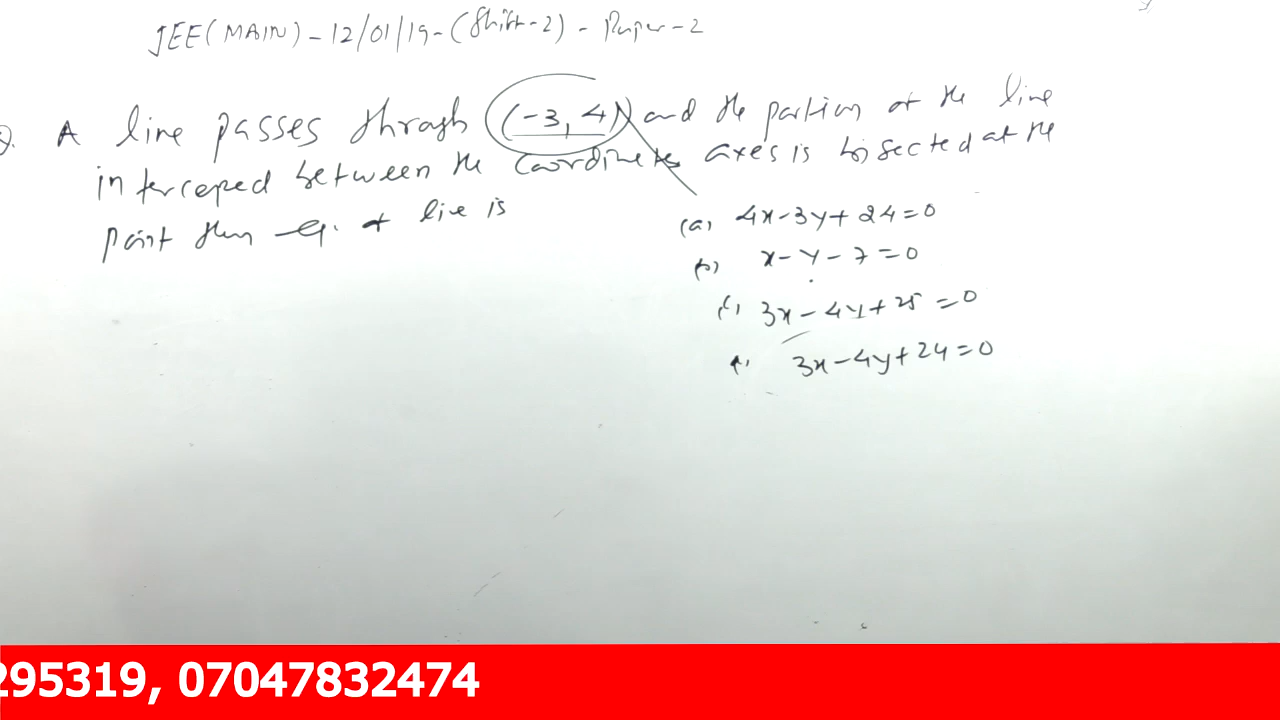 JEE(MAIN) - 12/01/19 - (Shift-2) - Paper-2
Q. A line passes through (-3, 4) and the portion of the line
interceped between the coordinate axes is bisected at the
point then eq. of line is
(a) 4x-3y+24=0
(b) x-y-7=0
(c) 3x-4y+25=0
3x-4y+24=0
295319, 07047832474